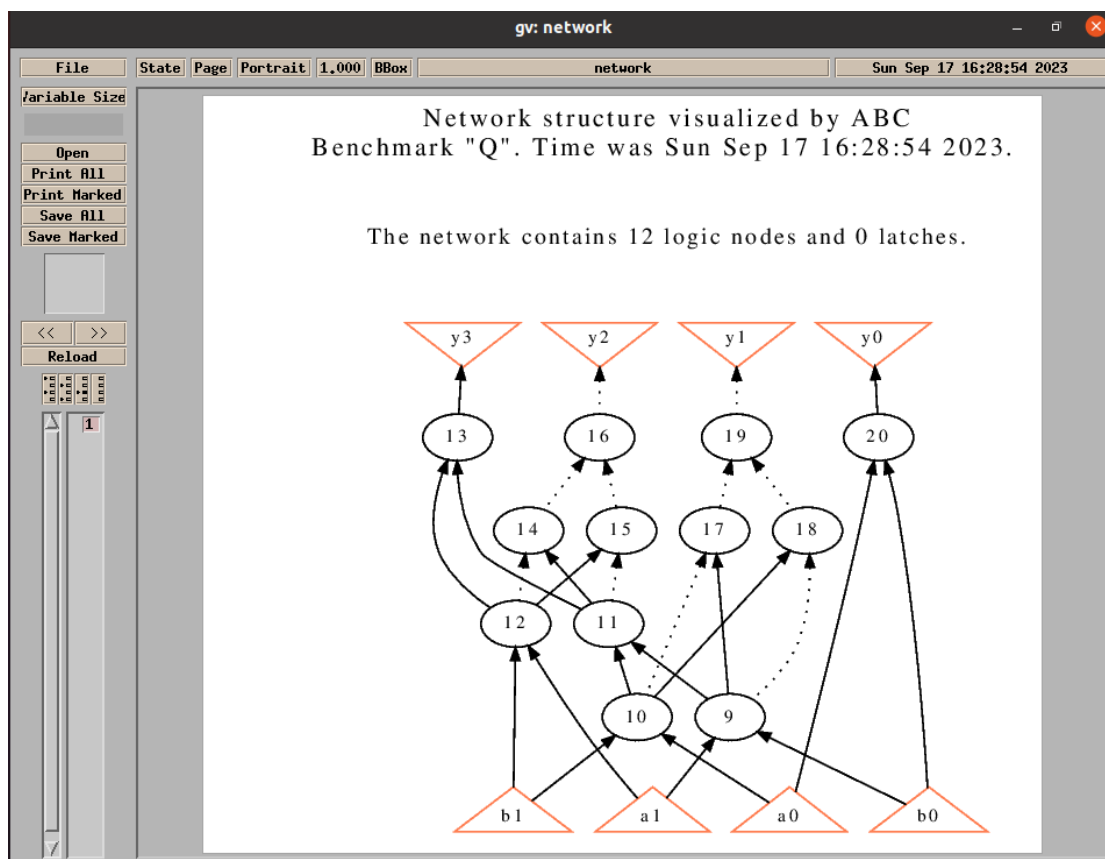 gv: network
File
State Page Portrait 1.000 BBox network Sun Sep 17 16:28:54 2023
Variable Size
Open
Print All
Print Marked
Save All
Save Marked
<< >>
Reload
1
Network structure visualized by ABC
Benchmark "Q". Time was Sun Sep 17 16:28:54 2023.
The network contains 12 logic nodes and 0 latches.
y3 y2 y1 y0
13 16 19 20
14 15 17 18
12 11
10 9
b1 a1 a0 b0